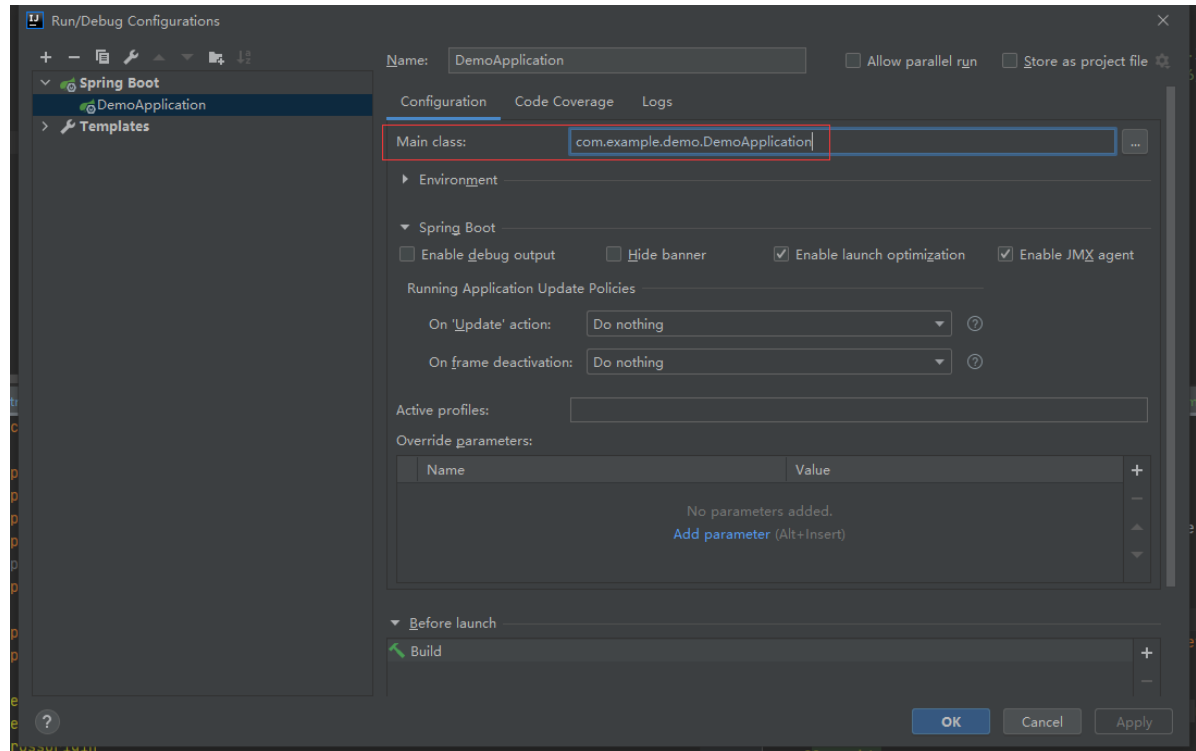 Run/Debug Configurations
Name: DemoApplication Allow parallel run Store as project file
Spring Boot
DemoApplication
Templates
Configuration Code Coverage Logs
Main class: com.example.demo.DemoApplication ...
Environment
Spring Boot
Enable debug output Hide banner Enable launch optimization Enable JMX agent
Running Application Update Policies
On 'Update' action: Do nothing ?
On frame deactivation: Do nothing ?
Active profiles:
Override parameters:
Name Value
No parameters added.
Add parameter (Alt+Insert)
Before launch
Build
? OK Cancel Apply